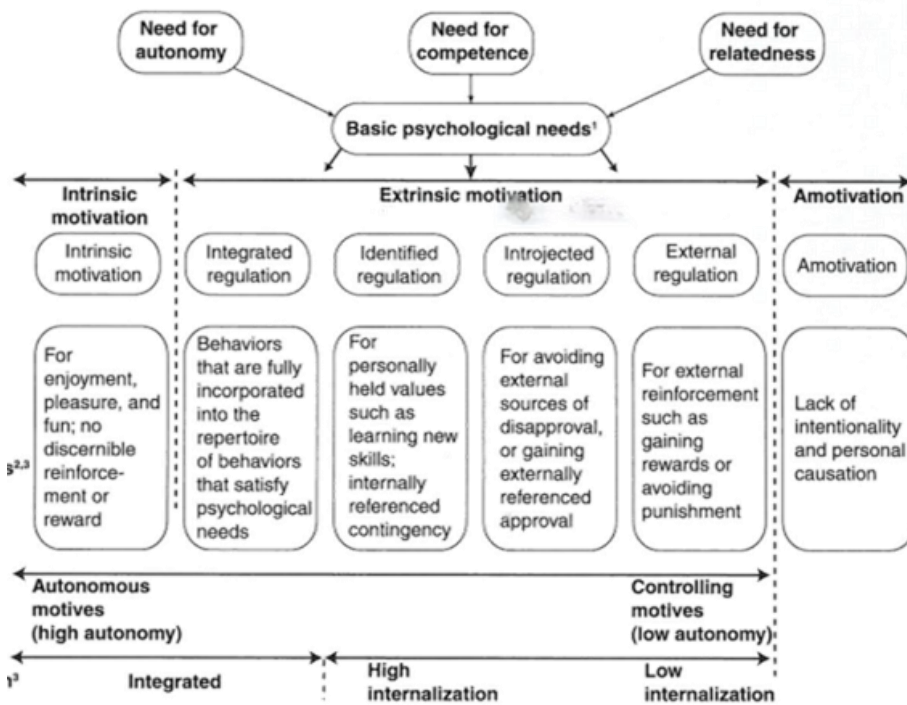 Need for
autonomy
Need for
competence
Need for
relatedness
Basic psychological needs¹
Intrinsic
motivation
Extrinsic motivation
Amotivation
Intrinsic
motivation
Integrated
regulation
Identified
regulation
Introjected
regulation
External
regulation
Amotivation
For
enjoyment,
pleasure, and
fun; no
discernible
reinforce-
ment or
reward
Behaviors
that are fully
incorporated
into the
repertoire
of behaviors
that satisfy
psychological
needs
For
personally
held values
such as
learning new
skills;
internally
referenced
contingency
For avoiding
external
sources of
disapproval,
or gaining
externally
referenced
approval
For external
reinforcement
such as
gaining
rewards or
avoiding
punishment
Lack of
intentionality
and personal
causation
s²,³
Autonomous
motives
(high autonomy)
Controlling
motives
(low autonomy)
n³
Integrated
High
internalization
Low
internalization